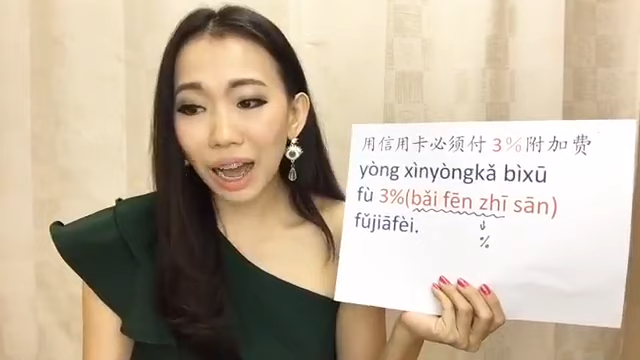 用信用卡必须付 3%附加费
yòng xìnyòngkǎ bìxū
fù 3%(bǎi fēn zhī sān)
fǔjiāfèi.
%